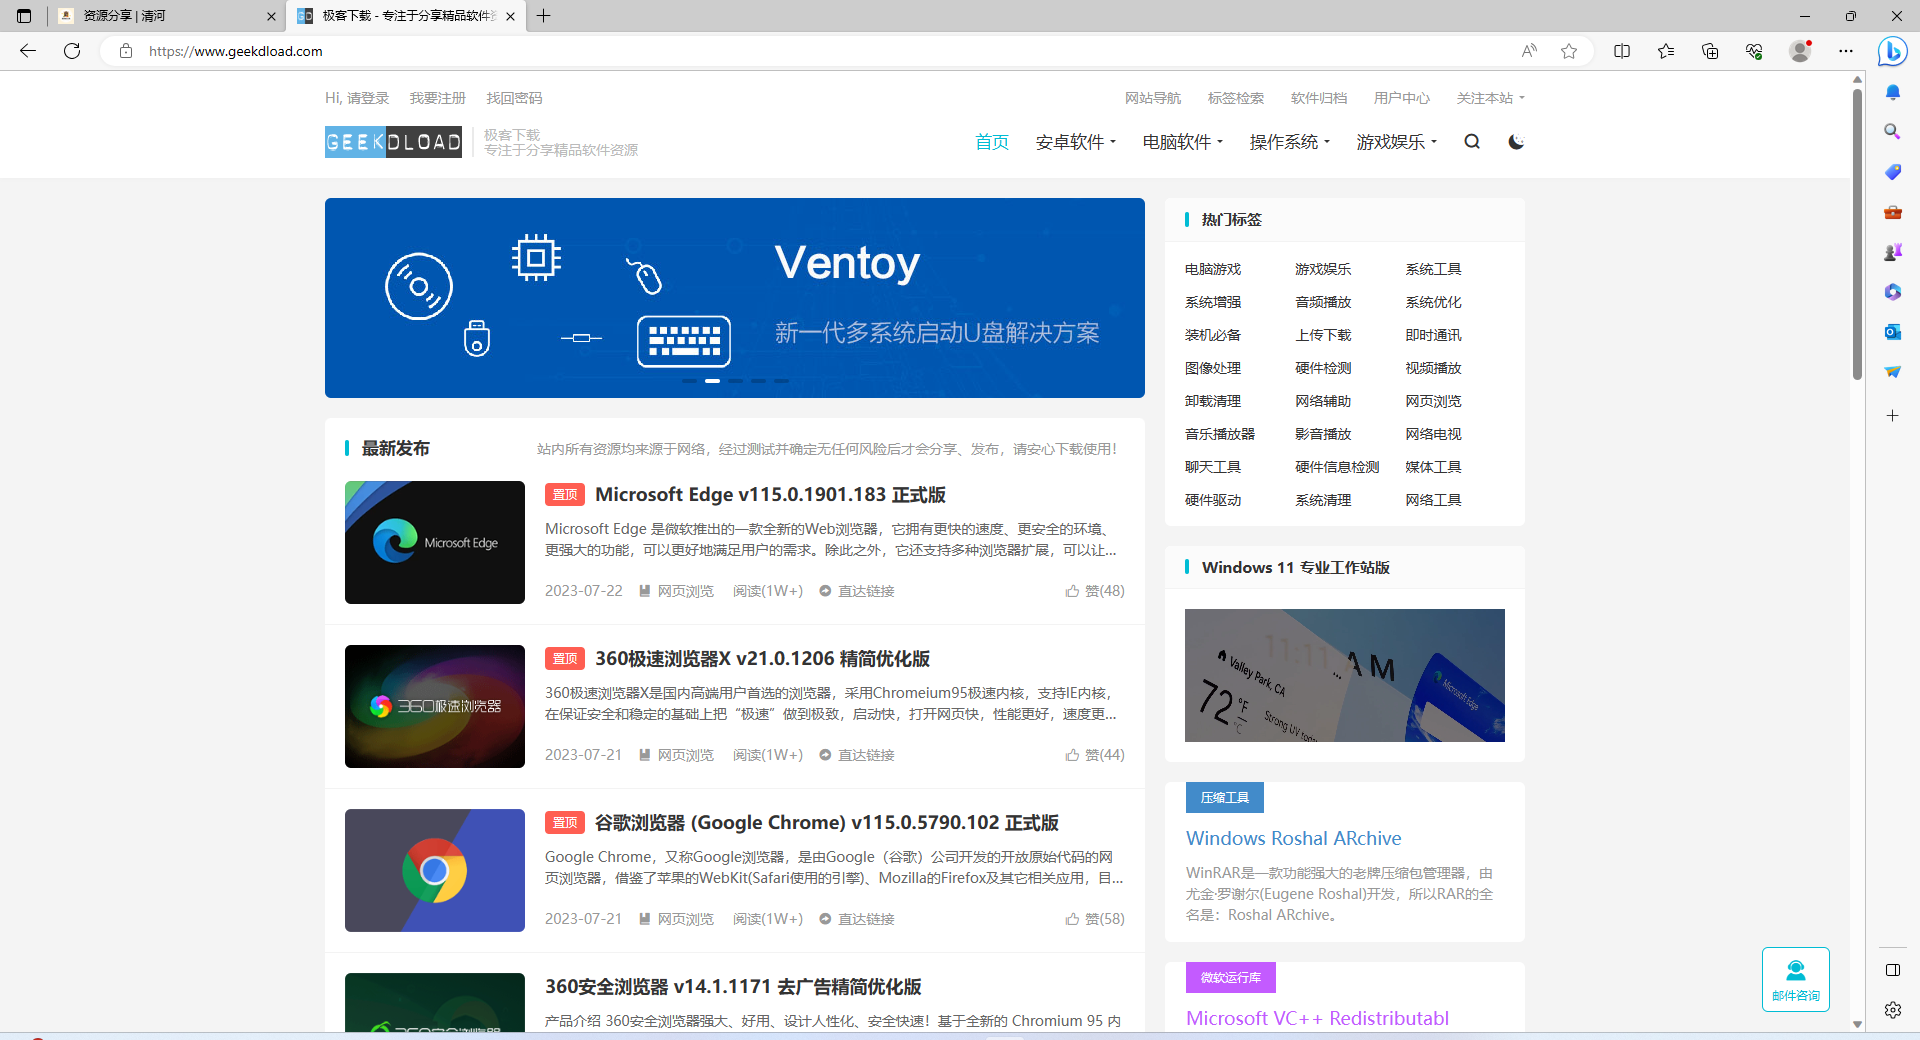 资源分享 | 清河
极客下载 - 专注于分享精品软件资
https://www.geekdload.com
Hi, 请登录 我要注册 找回密码
网站导航 标签检索 软件归档 用户中心 关注本站
GEEKDLOAD
极客下载
专注于分享精品软件资源
首页 安卓软件 电脑软件 操作系统 游戏娱乐
Ventoy
新一代多系统启动U盘解决方案
最新发布
站内所有资源均来源于网络，经过测试并确定无任何风险后才会分享、发布，请安心下载使用！
Microsoft Edge
置顶 Microsoft Edge v115.0.1901.183 正式版
Microsoft Edge 是微软推出的一款全新的Web浏览器，它拥有更快的速度、更安全的环境、
更强大的功能，可以更好地满足用户的需求。除此之外，它还支持多种浏览器扩展，可以让...
2023-07-22 网页浏览 阅读(1W+) 直达链接 赞(48)
360极速浏览器
置顶 360极速浏览器X v21.0.1206 精简优化版
360极速浏览器X是国内高端用户首选的浏览器，采用Chromeium95极速内核，支持IE内核，
在保证安全和稳定的基础上把“极速”做到极致，启动快，打开网页快，性能更好，速度更...
2023-07-21 网页浏览 阅读(1W+) 直达链接 赞(44)
置顶 谷歌浏览器 (Google Chrome) v115.0.5790.102 正式版
Google Chrome，又称Google浏览器，是由Google（谷歌）公司开发的开放原始代码的网
页浏览器，借鉴了苹果的WebKit(Safari使用的引擎)、Mozilla的Firefox及其它相关应用，目...
2023-07-21 网页浏览 阅读(1W+) 直达链接 赞(58)
360安全浏览器
360安全浏览器 v14.1.1171 去广告精简优化版
产品介绍 360安全浏览器强大、好用、设计人性化、安全快速！基于全新的 Chromium 95 内
热门标签
电脑游戏 游戏娱乐 系统工具
系统增强 音频播放 系统优化
装机必备 上传下载 即时通讯
图像处理 硬件检测 视频播放
卸载清理 网络辅助 网页浏览
音乐播放器 影音播放 网络电视
聊天工具 硬件信息检测 媒体工具
硬件驱动 系统清理 网络工具
Windows 11 专业工作站版
11:11 AM
Valley Park, CA
...
72 °F
°C
Strong UV today
Microsoft Edge
压缩工具
Windows Roshal ARchive
WinRAR是一款功能强大的老牌压缩包管理器，由
尤金·罗谢尔(Eugene Roshal)开发，所以RAR的全
名是：Roshal ARchive。
微软运行库
Microsoft VC++ Redistributabl
邮件咨询